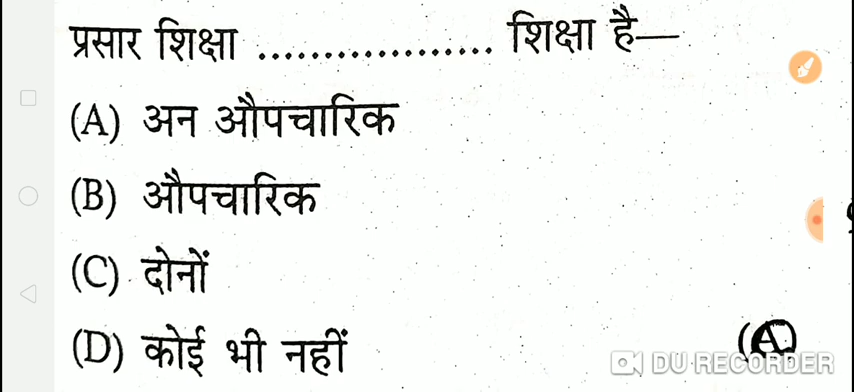 प्रसार शिक्षा .................. शिक्षा है—
(A) अन औपचारिक
(B) औपचारिक
(C) दोनों
(D) कोई भी नहीं
(A)
DU RECORDER